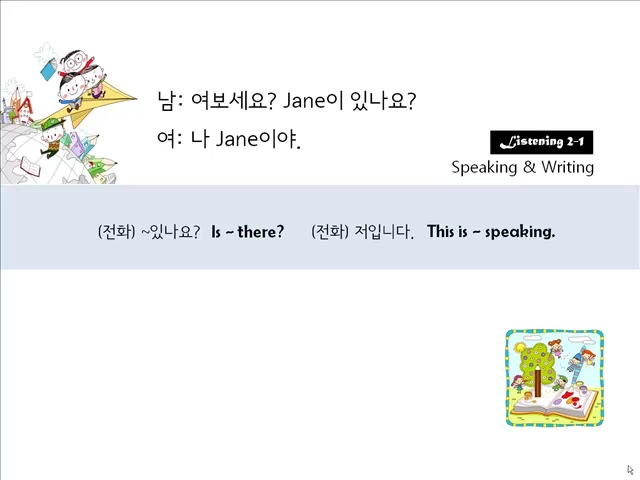 남: 여보세요? Jane이 있나요?
여: 나 Jane이야.
Listening 2-1
Speaking & Writing
(전화) ~있나요? Is ~ there? (전화) 저입니다. This is ~ speaking.